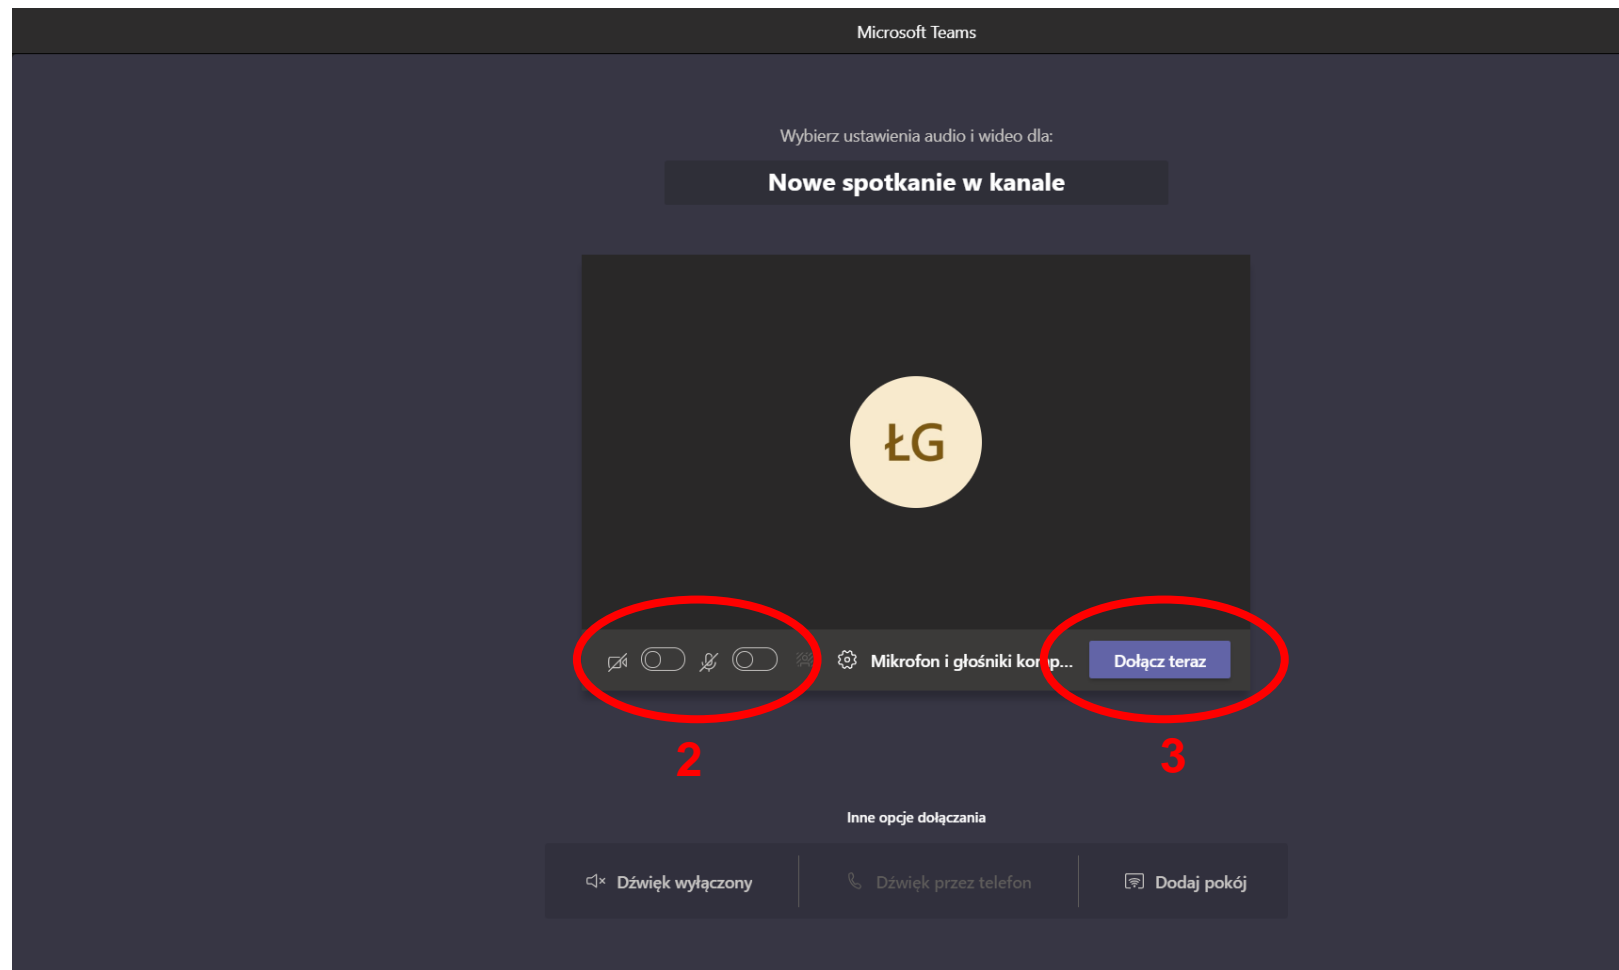 Microsoft Teams
Wybierz ustawienia audio i wideo dla:
Nowe spotkanie w kanale
ŁG
Mikrofon i głośniki komp... Dołącz teraz
2 3
Inne opcje dołączania
Dźwięk wyłączony Dźwięk przez telefon Dodaj pokój